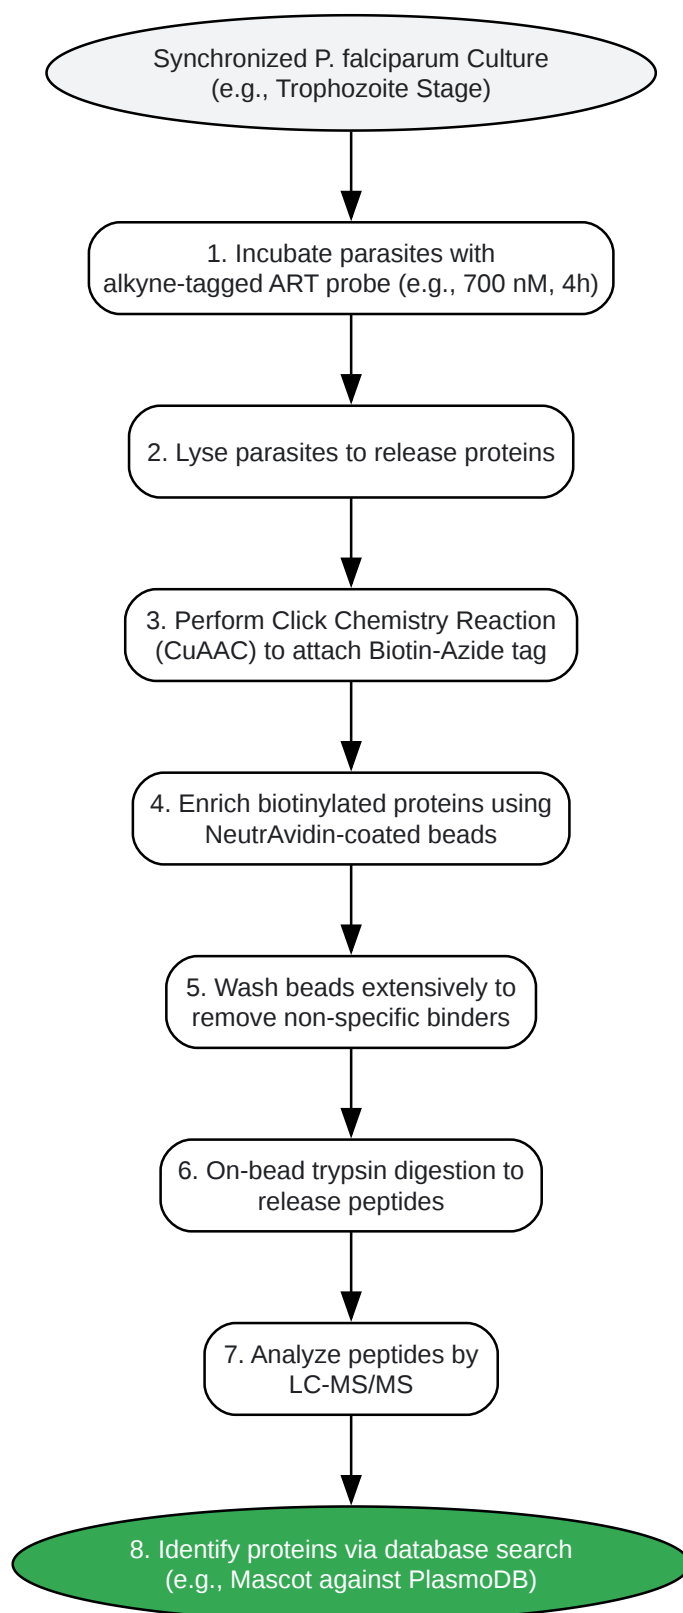 Synchronized P. falciparum Culture
(e.g., Trophozoite Stage)
1. Incubate parasites with
alkyne-tagged ART probe (e.g., 700 nM, 4h)
2. Lyse parasites to release proteins
3. Perform Click Chemistry Reaction
(CuAAC) to attach Biotin-Azide tag
4. Enrich biotinylated proteins using
NeutrAvidin-coated beads
5. Wash beads extensively to
remove non-specific binders
6. On-bead trypsin digestion to
release peptides
7. Analyze peptides by
LC-MS/MS
8. Identify proteins via database search
(e.g., Mascot against PlasmoDB)